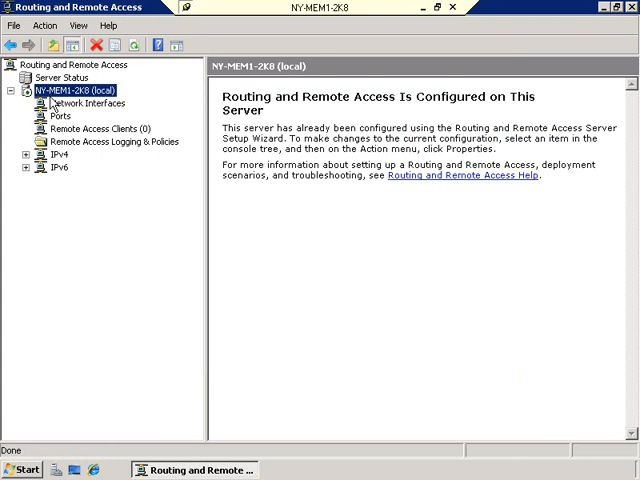 Routing and Remote Access
NY-MEM1-2K8
File Action View Help
Routing and Remote Access
Server Status
NY-MEM1-2K8 (local)
Network Interfaces
Ports
Remote Access Clients (0)
Remote Access Logging & Policies
IPv4
IPv6
NY-MEM1-2K8 (local)
Routing and Remote Access Is Configured on This
Server
This server has already been configured using the Routing and Remote Access Server
Setup Wizard. To make changes to the current configuration, select an item in the
console tree, and then on the Action menu, click Properties.
For more information about setting up a Routing and Remote Access, deployment
scenarios, and troubleshooting, see Routing and Remote Access Help.
Done
Start
Routing and Remote ...